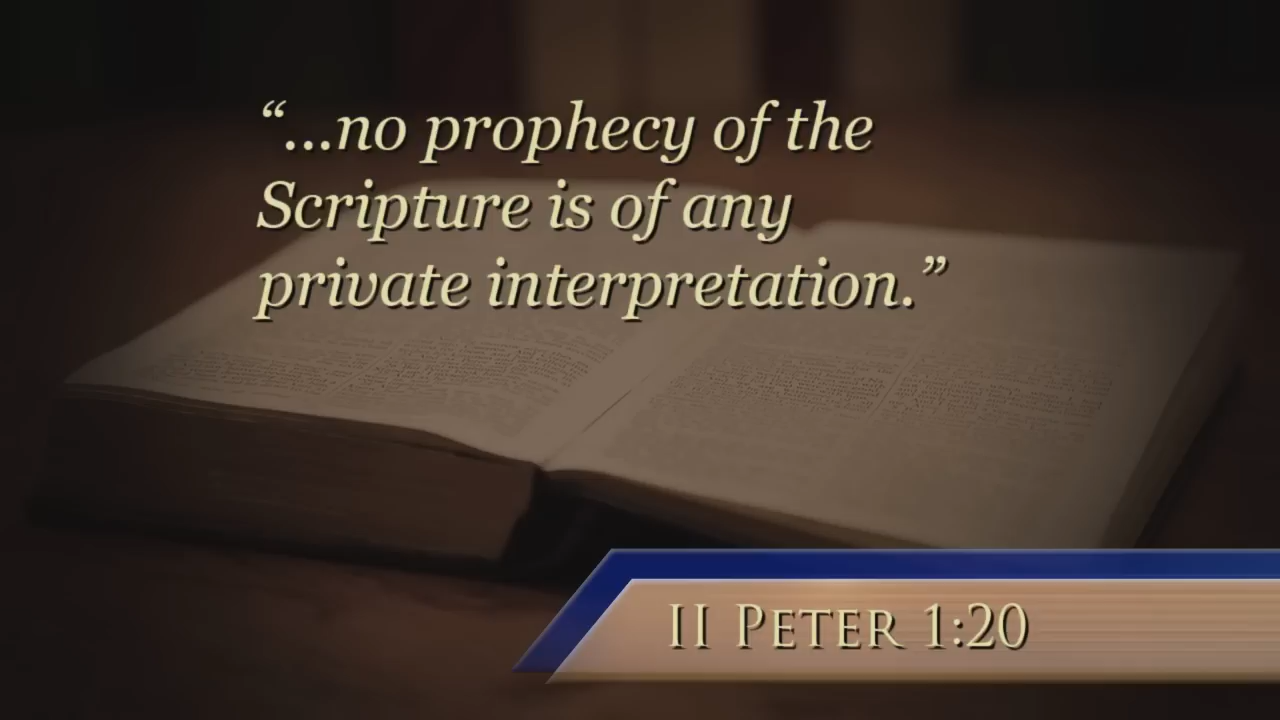 “...no prophecy of the
Scripture is of any
private interpretation.”
II Peter 1:20